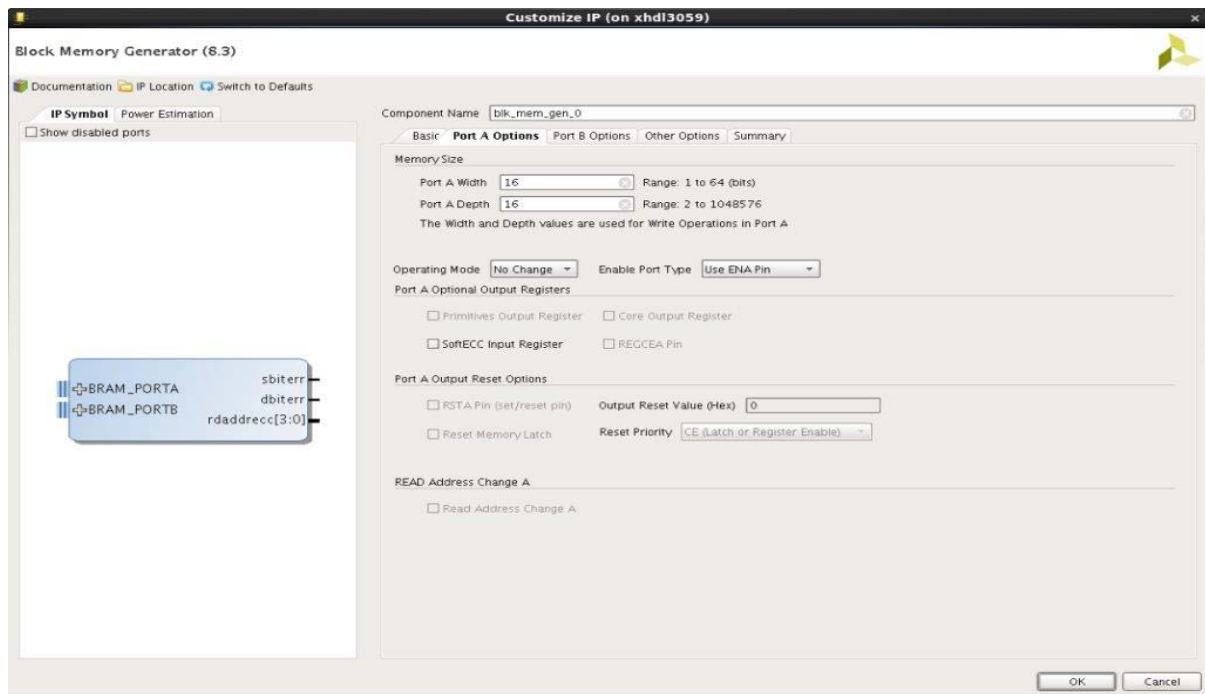 Customize IP (on xhdl3059)
Block Memory Generator (8.3)
Documentation IP Location Switch to Defaults
IP Symbol Power Estimation
Show disabled ports
BRAM_PORTA
BRAM_PORTB
sbiterr
dbiterr
rdaddrecc[3:0]
Component Name blk_mem_gen_0
Basic Port A Options Port B Options Other Options Summary
Memory Size
Port A Width 16 Range: 1 to 64 (bits)
Port A Depth 16 Range: 2 to 1048576
The Width and Depth values are used for Write Operations in Port A
Operating Mode No Change Enable Port Type Use ENA Pin
Port A Optional Output Registers
Primitives Output Register Core Output Register
SoftECC Input Register REGCEA Pin
Port A Output Reset Options
RSTA Pin (set/reset pin) Output Reset Value (Hex) 0
Reset Memory Latch Reset Priority CE (Latch or Register Enable)
READ Address Change A
Read Address Change A
OK Cancel